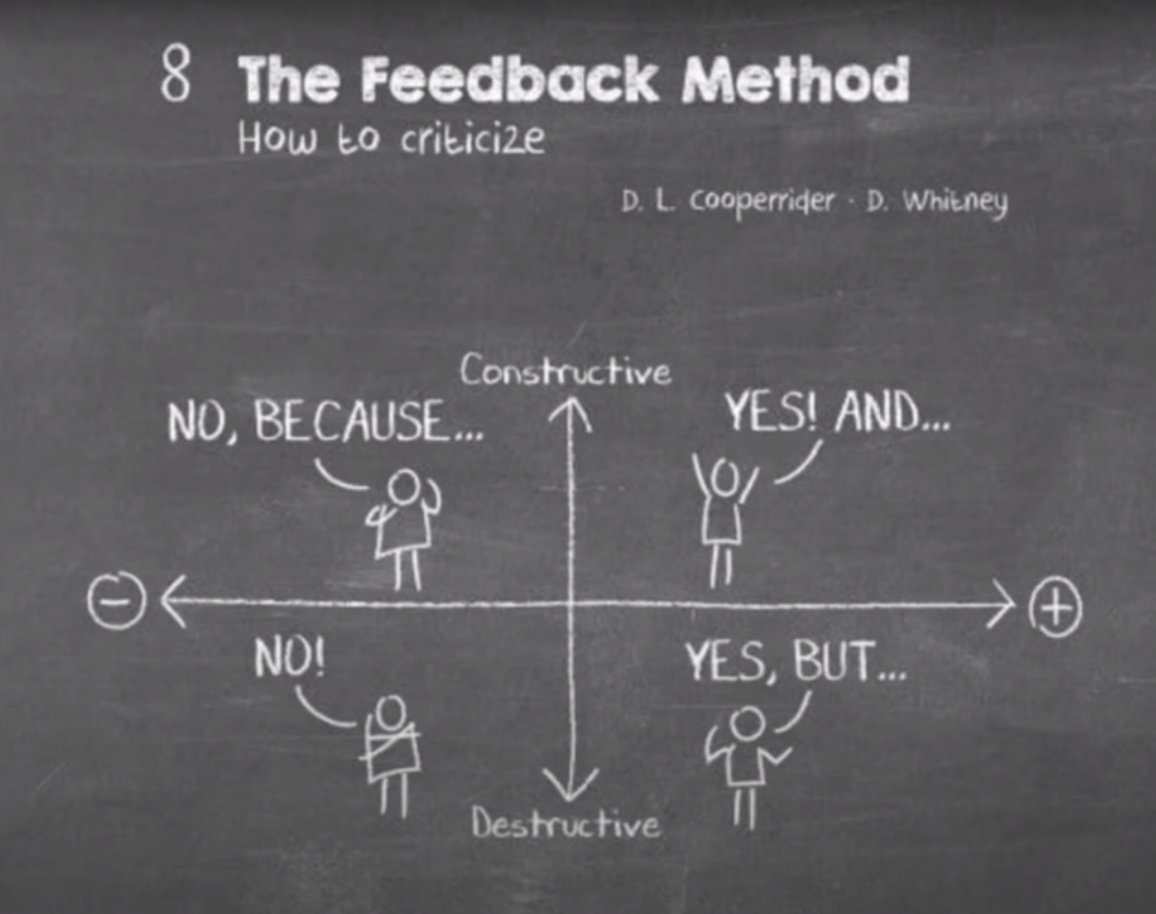 8 The Feedback Method
How to criticize
D. L. Cooperrider · D. Whitney
Constructive
NO, BECAUSE...
YES! AND...
−
+
NO!
YES, BUT...
Destructive